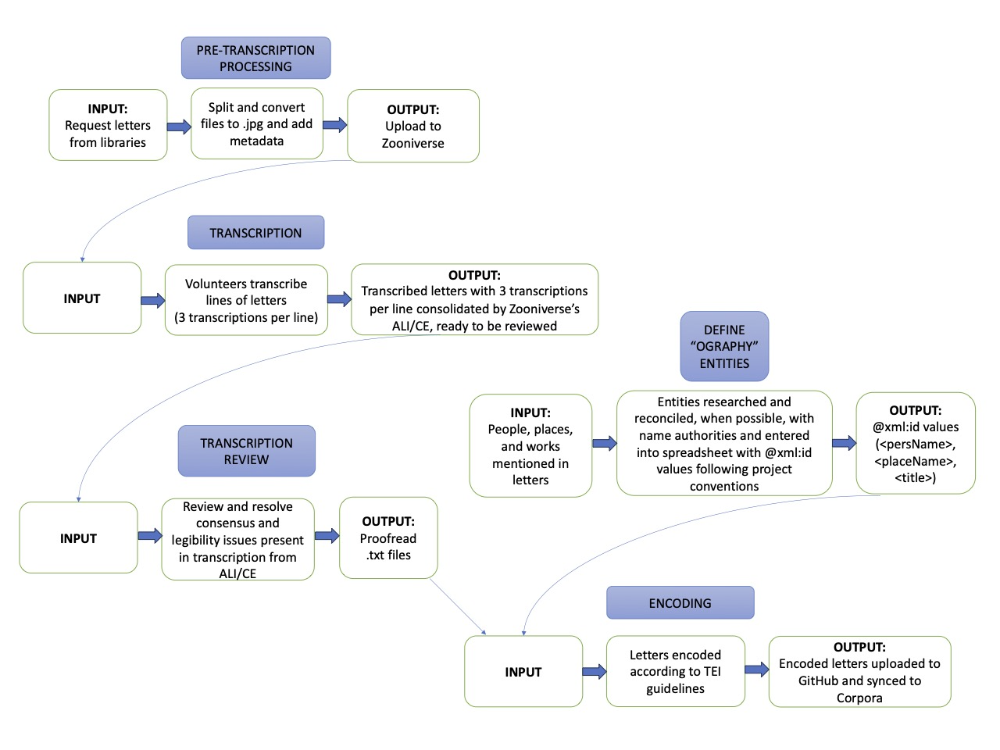 PRE-TRANSCRIPTION
PROCESSING
INPUT:
Request letters
from libraries
Split and convert
files to .jpg and add
metadata
OUTPUT:
Upload to
Zooniverse
TRANSCRIPTION
INPUT
Volunteers transcribe
lines of letters
(3 transcriptions per line)
OUTPUT:
Transcribed letters with 3 transcriptions
per line consolidated by Zooniverse’s
ALI/CE, ready to be reviewed
DEFINE
“OGRAPHY”
ENTITIES
INPUT:
People, places,
and works
mentioned in
letters
Entities researched and
reconciled, when possible, with
name authorities and entered
into spreadsheet with @xml:id
values following project
conventions
OUTPUT:
@xml:id values
(<persName>,
<placeName>,
<title>)
TRANSCRIPTION
REVIEW
INPUT
Review and resolve
consensus and
legibility issues present
in transcription from
ALI/CE
OUTPUT:
Proofread
.txt files
ENCODING
INPUT
Letters encoded
according to TEI
guidelines
OUTPUT:
Encoded letters uploaded to
GitHub and synced to
Corpora